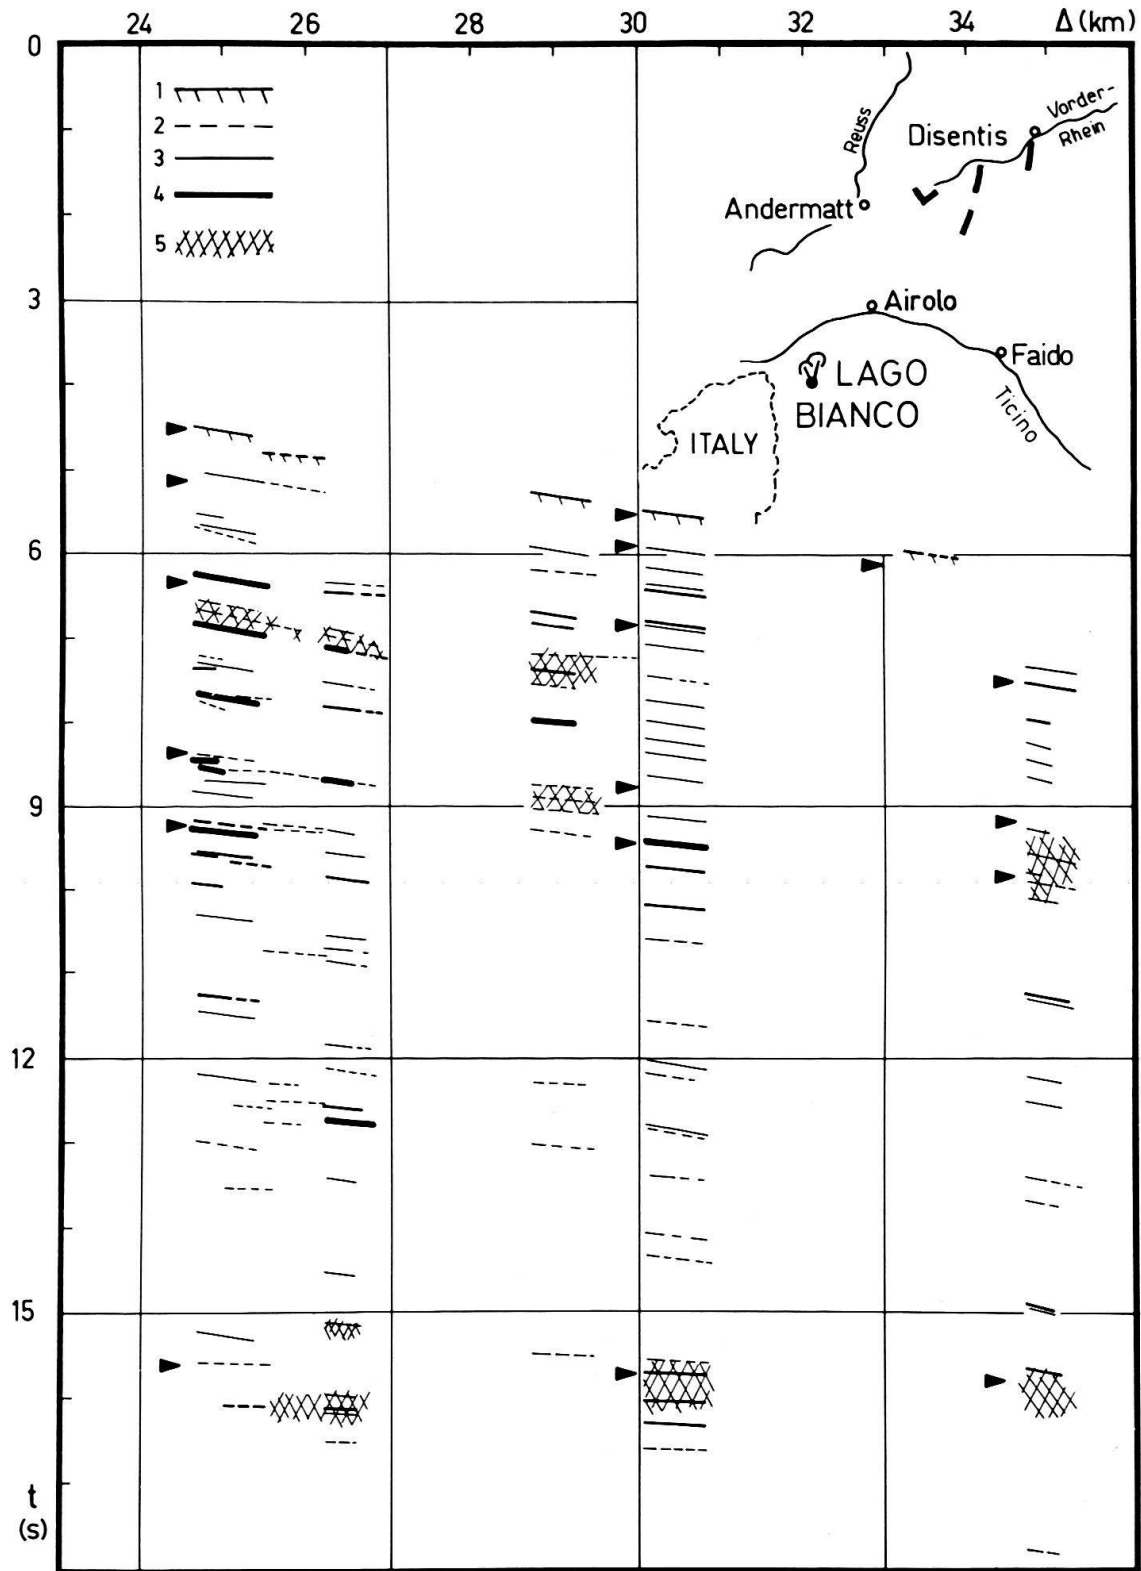 24 26 28 30 32 34 Δ (km)
0
1
2
3
4
5
Reuss
Disentis
Vorder-
Rhein
Andermatt
3
Airolo
Faido
LAGO
BIANCO
Ticino
ITALY
6
9
12
15
t
(s)